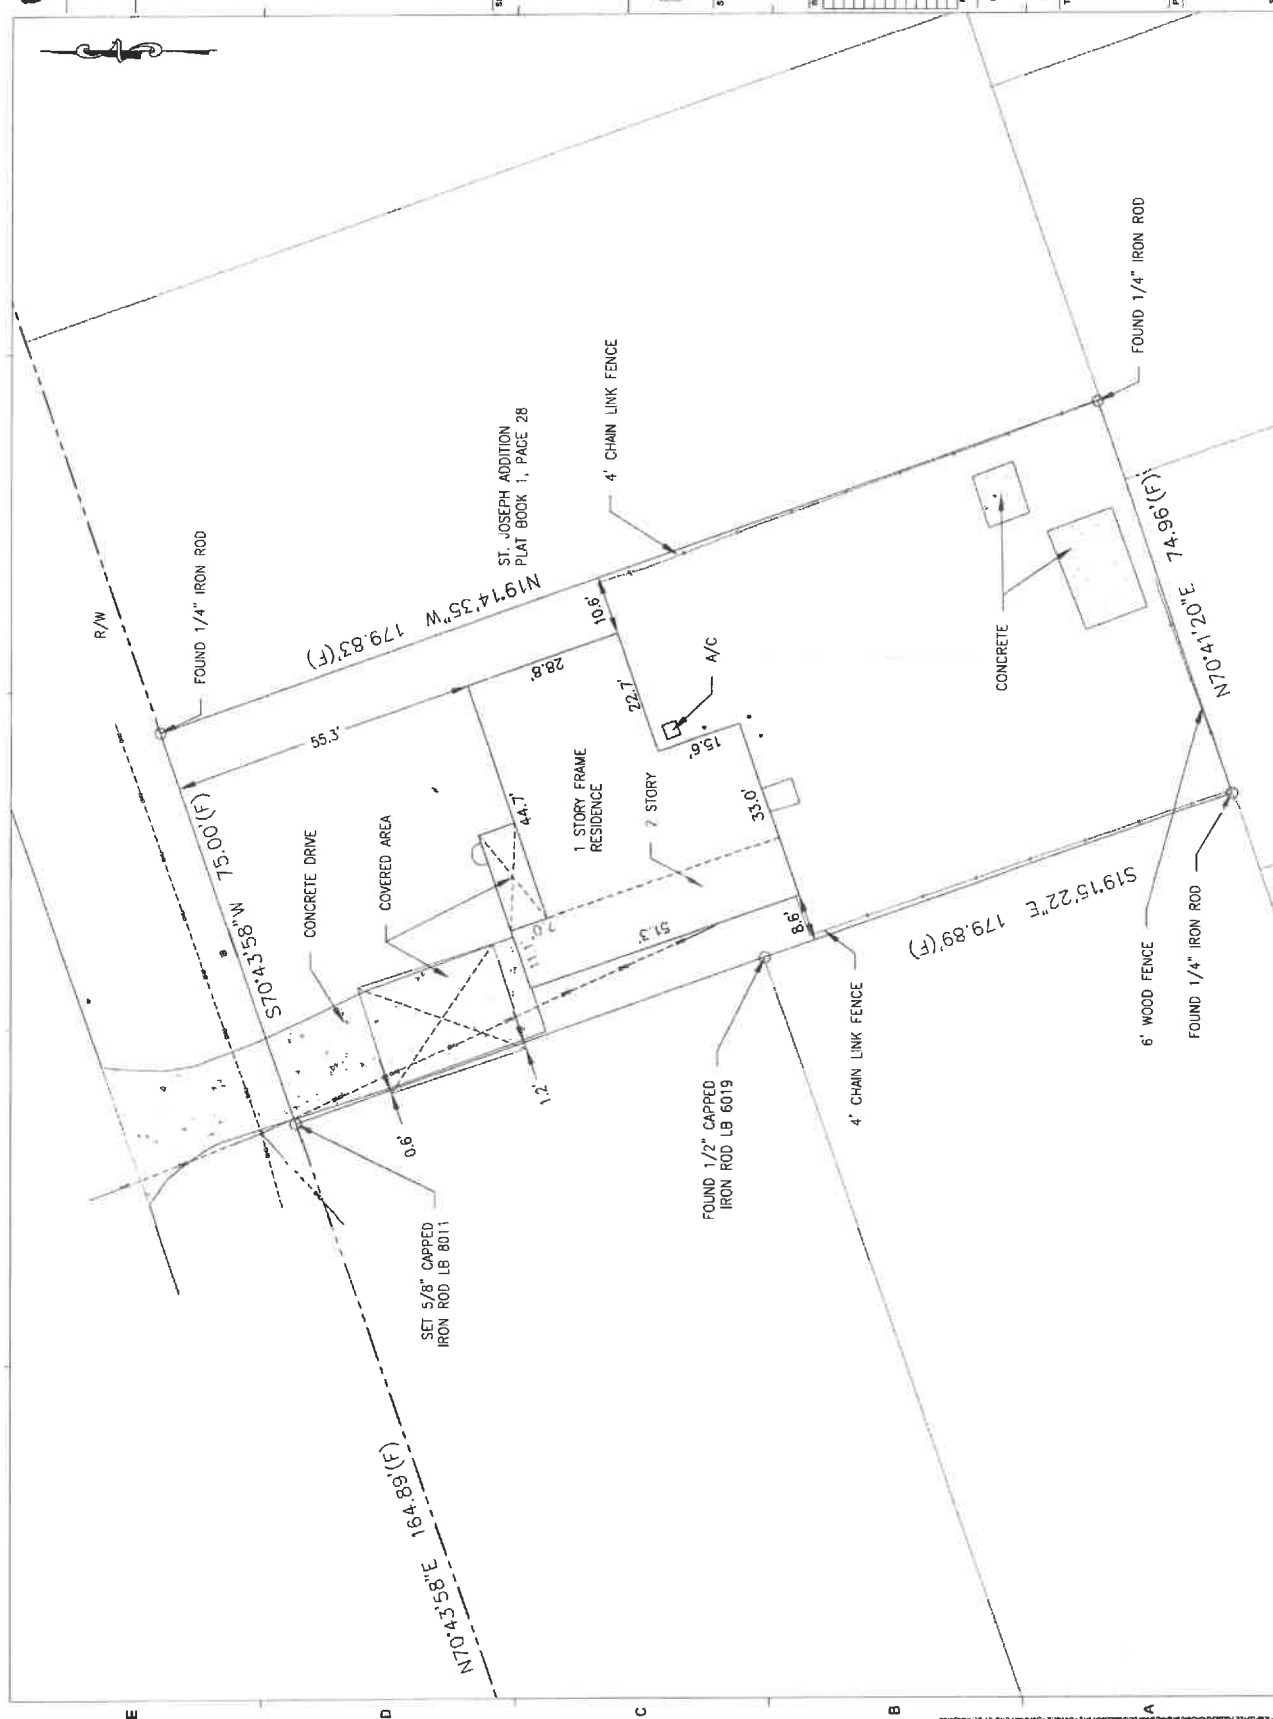 R/W
FOUND 1/4" IRON ROD
S70°43'58"W 75.00'(F)
N19°14'35"W 179.83'(F)
ST. JOSEPH ADDITION
PLAT BOOK 1, PAGE 28
4' CHAIN LINK FENCE
CONCRETE DRIVE
COVERED AREA
55.3'
28.8'
10.6'
22.7'
A/C
15.6'
44.7'
1 STORY FRAME
RESIDENCE
2 STORY
33.0'
7.0'
51.3'
8.6'
0.6'
1.2'
SET 5/8" CAPPED
IRON ROD LB 8011
FOUND 1/2" CAPPED
IRON ROD LB 6019
4' CHAIN LINK FENCE
S19°15'22"E 179.89'(F)
CONCRETE
N70°41'20"E 74.96'(F)
FOUND 1/4" IRON ROD
6' WOOD FENCE
FOUND 1/4" IRON ROD
N70°43'58"E 164.89'(F)
E
D
C
B
A